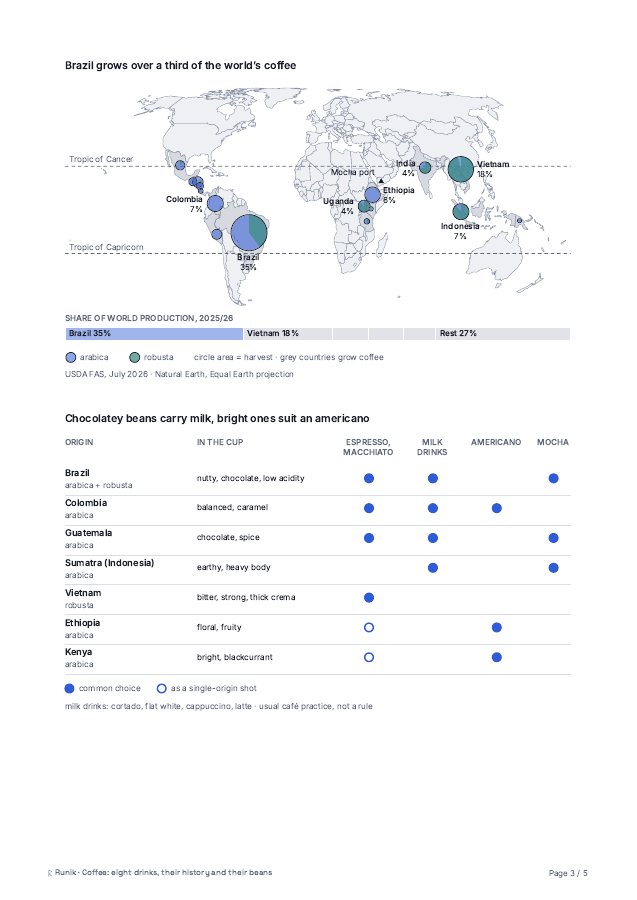 Brazil grows over a third of the world's coffee
Tropic of Cancer
Mocha port
India
4%
Vietnam
18%
Ethiopia
6%
Colombia
7%
Uganda
4%
Indonesia
7%
Tropic of Capricorn
Brazil
35%
SHARE OF WORLD PRODUCTION, 2025/26
Brazil 35% Vietnam 18% Rest 27%
arabica robusta circle area = harvest · grey countries grow coffee
USDA FAS, July 2026 · Natural Earth, Equal Earth projection
Chocolatey beans carry milk, bright ones suit an americano
ORIGIN IN THE CUP ESPRESSO, MACCHIATO MILK DRINKS AMERICANO MOCHA
Brazil
arabica + robusta
nutty, chocolate, low acidity
Colombia
arabica
balanced, caramel
Guatemala
arabica
chocolate, spice
Sumatra (Indonesia)
arabica
earthy, heavy body
Vietnam
robusta
bitter, strong, thick crema
Ethiopia
arabica
floral, fruity
Kenya
arabica
bright, blackcurrant
common choice as a single-origin shot
milk drinks: cortado, flat white, cappuccino, latte · usual café practice, not a rule
Runik · Coffee: eight drinks, their history and their beans Page 3 / 5